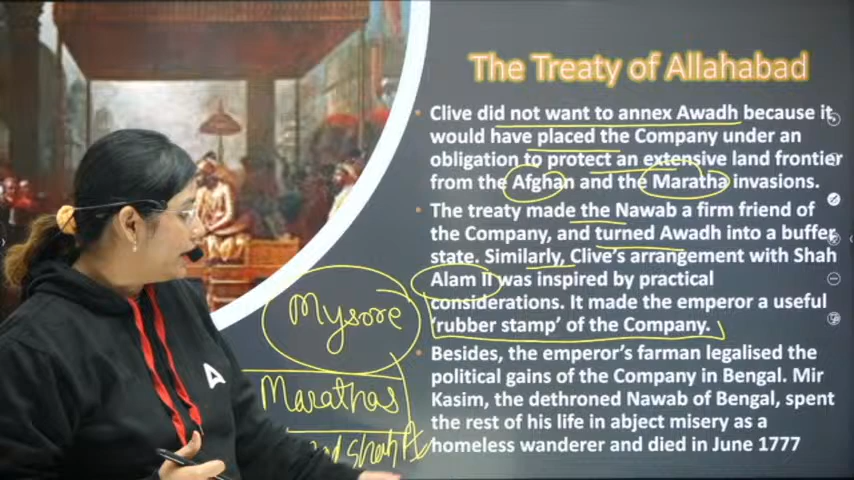 The Treaty of Allahabad
• Clive did not want to annex Awadh because it
would have placed the Company under an
obligation to protect an extensive land frontier
from the Afghan and the Maratha invasions.
• The treaty made the Nawab a firm friend of
the Company, and turned Awadh into a buffer
state. Similarly, Clive's arrangement with Shah
Alam II was inspired by practical
considerations. It made the emperor a useful
'rubber stamp' of the Company.
• Besides, the emperor's farman legalised the
political gains of the Company in Bengal. Mir
Kasim, the dethroned Nawab of Bengal, spent
the rest of his life in abject misery as a
homeless wanderer and died in June 1777
Mysore
Marathas
Shah